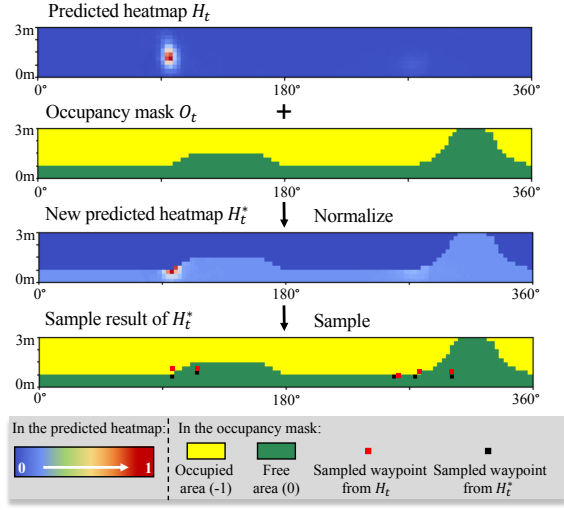 Predicted heatmap H_t
3m
0m
0° 180° 360°
Occupancy mask O_t +
3m
0m
0° 180° 360°
New predicted heatmap H_t^* Normalize
3m
0m
0° 180° 360°
Sample result of H_t^* Sample
3m
0m
0° 180° 360°
In the predicted heatmap: In the occupancy mask:
0 1
Occupied Free Sampled waypoint Sampled waypoint
area (-1) area (0) from H_t from H_t^*